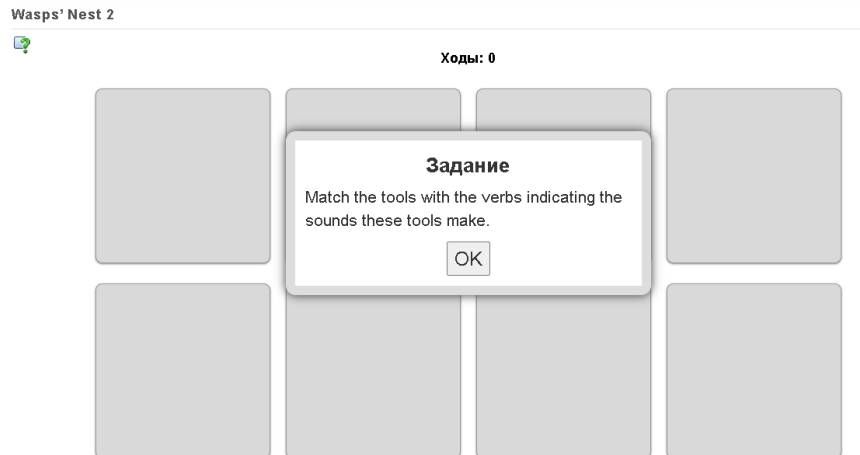 Wasps' Nest 2
Ходы: 0
Задание
Match the tools with the verbs indicating the
sounds these tools make.
OK